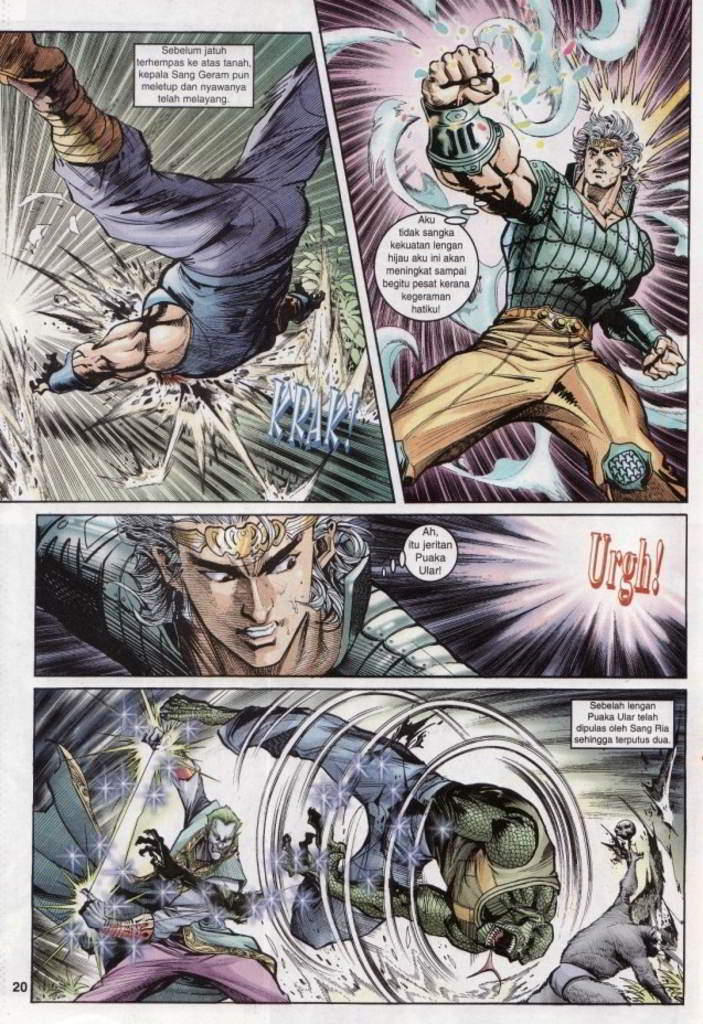 Sebelum jatuh
terhempas ke atas tanah,
kepala Sang Geram pun
meletup dan nyawanya
telah melayang.
KRAK!
Aku
tidak sangka
kekuatan lengan
hijau aku ini akan
meningkat sampai
begitu pesat kerana
kegeraman
hatiku!
Ah,
itu jeritan
Puaka
Ular!
Urgh!
Sebelah lengan
Puaka Ular telah
dipulas oleh Sang Ria
sehingga terputus dua.
20